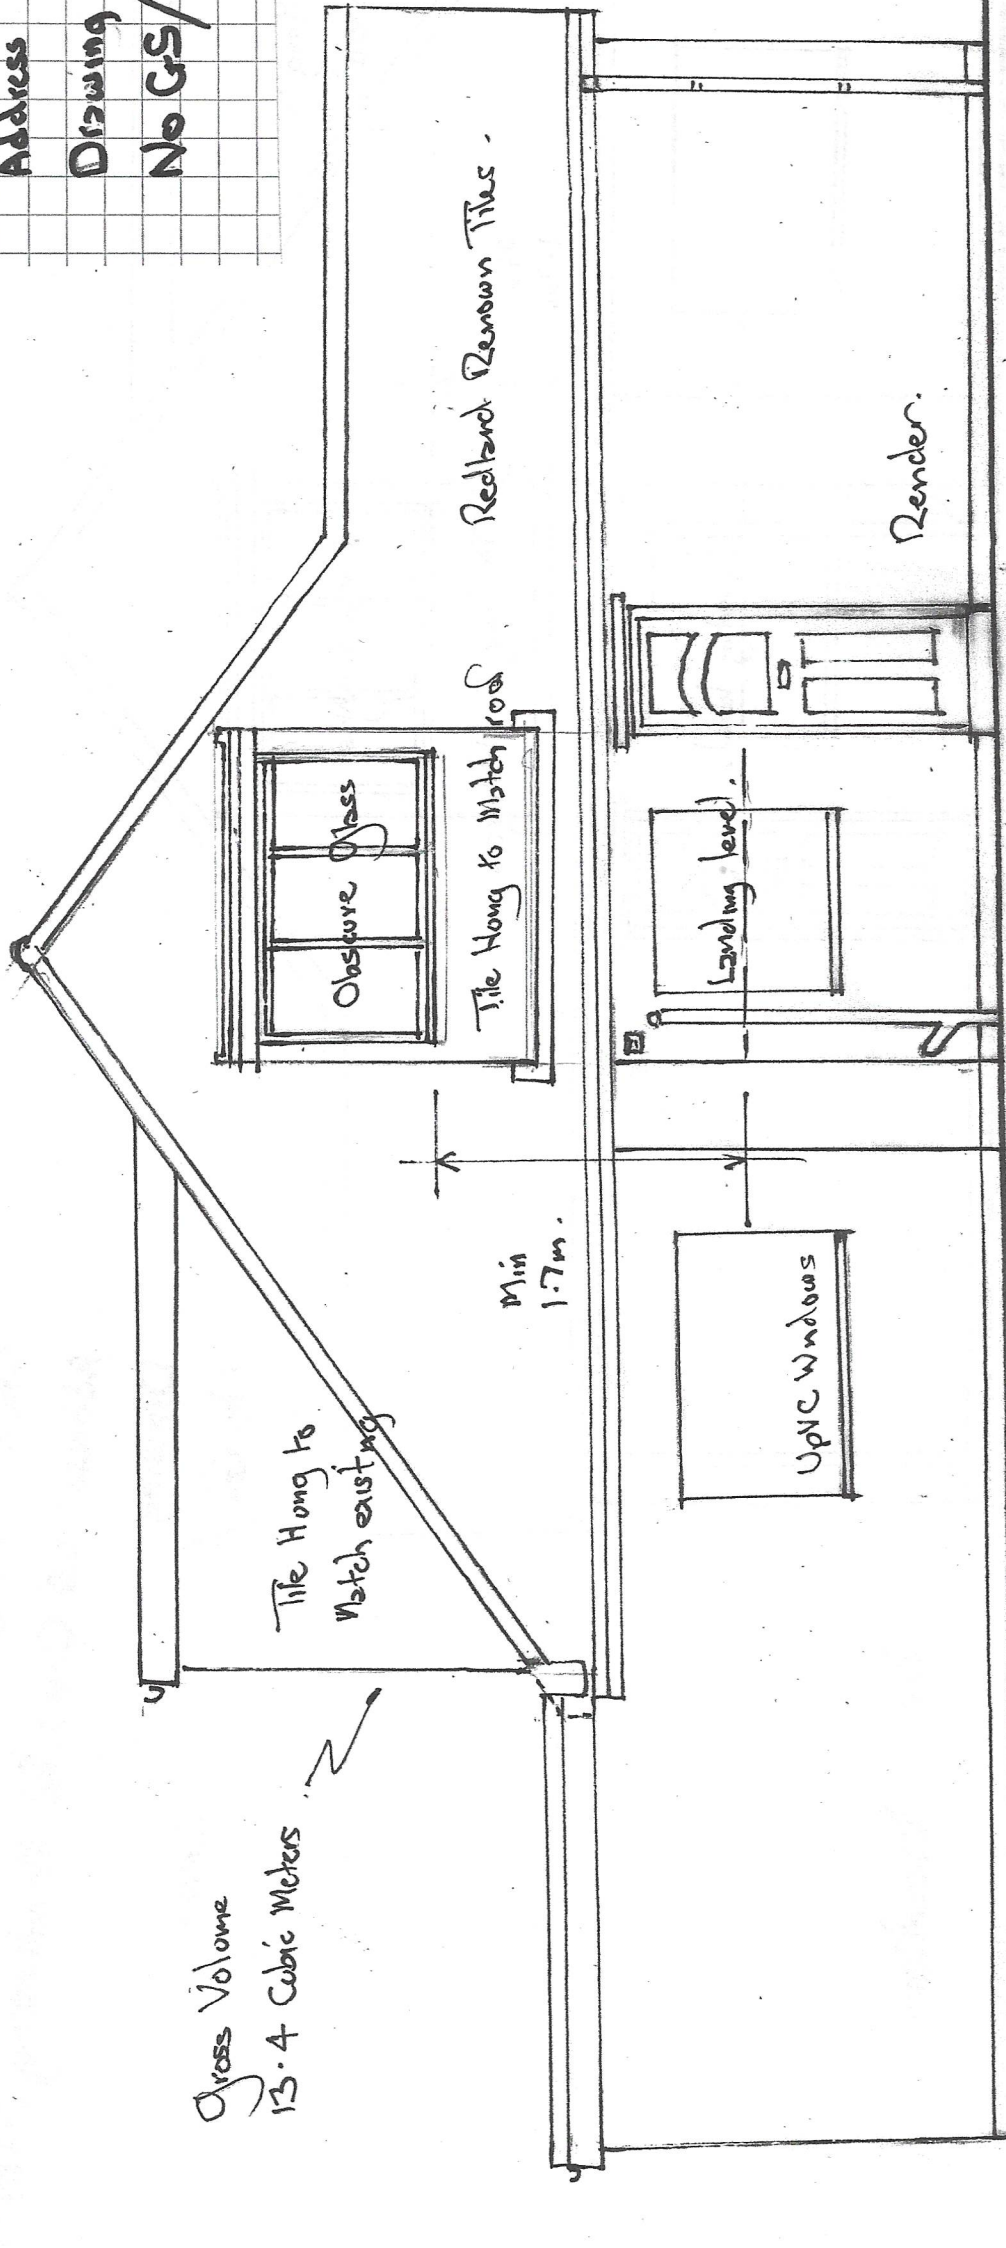 Address
Drawing
No GS/
Gross Volume
13.4 Cubic Meters
Tile Hung to
Match existing
Obscure Glass
Tile Hung to Match roof
Redland Renown Tiles.
Min
1.7m.
Landing level.
UpVC Windows
Render.